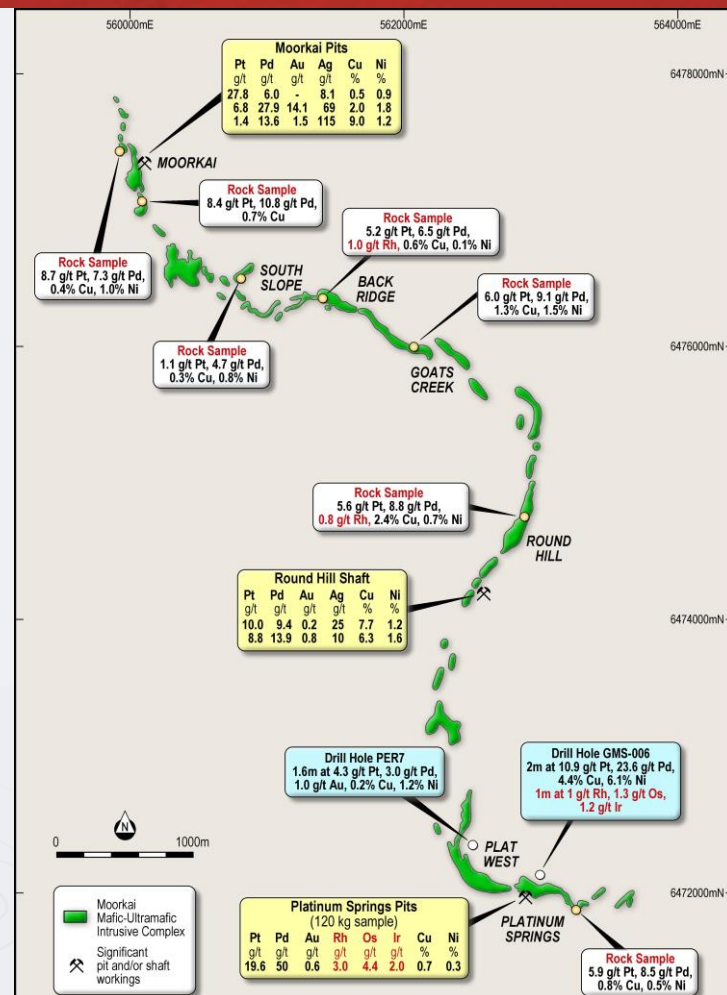 560000mE
562000mE
564000mE
6478000mN
Moorkai Pits
Pt Pd Au Ag Cu Ni
g/t g/t g/t g/t % %
27.8 6.0 - 8.1 0.5 0.9
6.8 27.9 14.1 69 2.0 1.8
1.4 13.6 1.5 115 9.0 1.2
MOORKAI
Rock Sample
8.4 g/t Pt, 10.8 g/t Pd,
0.7% Cu
Rock Sample
8.7 g/t Pt, 7.3 g/t Pd,
0.4% Cu, 1.0% Ni
Rock Sample
5.2 g/t Pt, 6.5 g/t Pd,
1.0 g/t Rh, 0.6% Cu, 0.1% Ni
SOUTH
SLOPE
BACK
RIDGE
Rock Sample
6.0 g/t Pt, 9.1 g/t Pd,
1.3% Cu, 1.5% Ni
Rock Sample
1.1 g/t Pt, 4.7 g/t Pd,
0.3% Cu, 0.8% Ni
6476000mN
GOATS
CREEK
Rock Sample
5.6 g/t Pt, 8.8 g/t Pd,
0.8 g/t Rh, 2.4% Cu, 0.7% Ni
ROUND
HILL
Round Hill Shaft
Pt Pd Au Ag Cu Ni
g/t g/t g/t g/t % %
10.0 9.4 0.2 25 7.7 1.2
8.8 13.9 0.8 10 6.3 1.6
6474000mN
Drill Hole PER7
1.6m at 4.3 g/t Pt, 3.0 g/t Pd,
1.0 g/t Au, 0.2% Cu, 1.2% Ni
Drill Hole GMS-006
2m at 10.9 g/t Pt, 23.6 g/t Pd,
4.4% Cu, 6.1% Ni
1m at 1 g/t Rh, 1.3 g/t Os,
1.2 g/t Ir
N
0 1000m
PLAT
WEST
6472000mN
Moorkai
Mafic-Ultramafic
Intrusive Complex
Significant
pit and/or shaft
workings
Platinum Springs Pits
(120 kg sample)
Pt Pd Au Rh Os Ir Cu Ni
g/t g/t g/t g/t g/t g/t % %
19.6 50 0.6 3.0 4.4 2.0 0.7 0.3
PLATINUM
SPRINGS
Rock Sample
5.9 g/t Pt, 8.5 g/t Pd,
0.8% Cu, 0.5% Ni